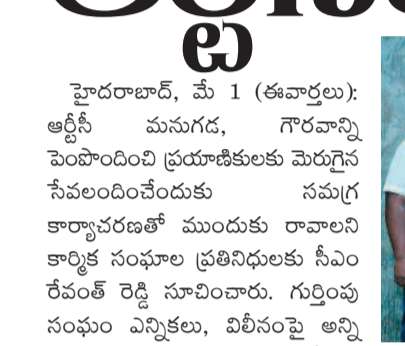 హైదరాబాద్, మే 1 (ఈవార్తలు):
ఆర్టీసీ మనుగడ, గౌరవాన్ని
పెంపొందించి ప్రయాణికులకు మెరుగైన
సేవలందించేందుకు సమగ్ర
కార్యాచరణతో ముందుకు రావాలని
కార్మిక సంఘాల ప్రతినిధులకు సీఎం
రేవంత్ రెడ్డి సూచించారు. గుర్తింపు
సంఘం ఎన్నికలు, విలీనంపై అన్ని